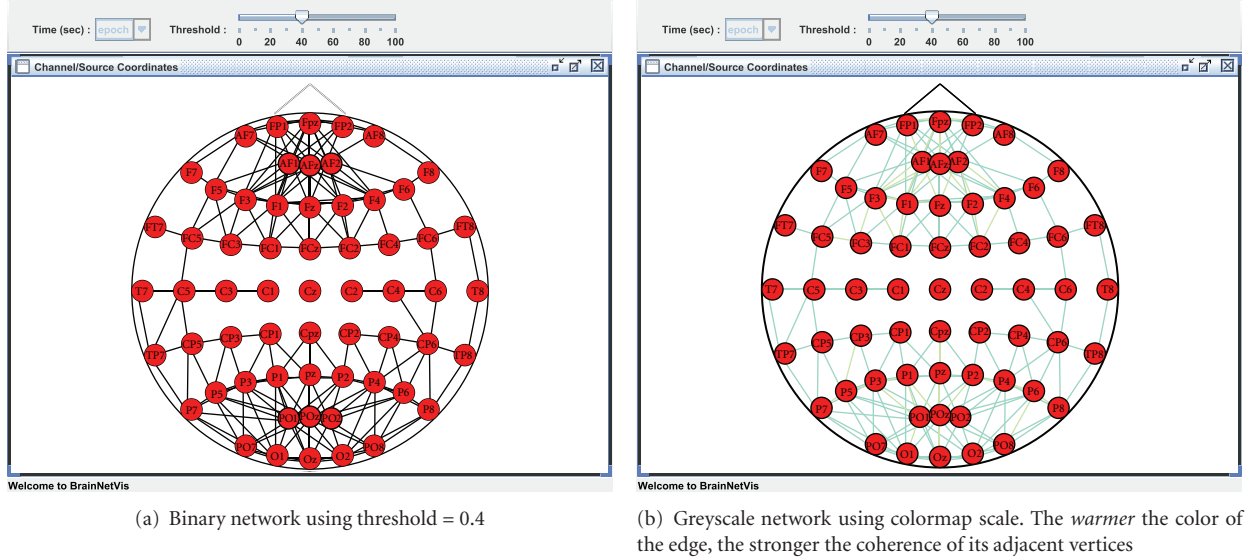 Time (sec) : epoch Threshold :
0 20 40 60 80 100
Channel/Source Coordinates
FP1 Fpz FP2
AF7 AF8
AF1 AFz AF2
F7 F8
F5 F3 F1 Fz F2 F4 F6
FT7 FT8
FC5 FC3 FC1 FCz FC2 FC4 FC6
T7 C5 C3 C1 Cz C2 C4 C6 T8
TP7 CP5 CP3 CP1 Cpz CP2 CP4 CP6 TP8
P7 P5 P3 P1 pz P2 P4 P6 P8
PO1 POz PO2
PO7 O1 Oz O2 PO8
Welcome to BrainNetVis
(a) Binary network using threshold = 0.4
Time (sec) : epoch Threshold :
0 20 40 60 80 100
Channel/Source Coordinates
FP1 Fpz FP2
AF7 AF8
AF1 AFz AF2
F7 F8
F5 F3 F1 Fz F2 F4 F6
FT7 FT8
FC5 FC3 FC1 FCz FC2 FC4 FC6
T7 C5 C3 C1 Cz C2 C4 C6 T8
TP7 CP5 CP3 CP1 Cpz CP2 CP4 CP6 TP8
P7 P5 P3 P1 pz P2 P4 P6 P8
PO1 POz PO2
PO7 O1 Oz O2 PO8
Welcome to BrainNetVis
(b) Greyscale network using colormap scale. The warmer the color of
the edge, the stronger the coherence of its adjacent vertices